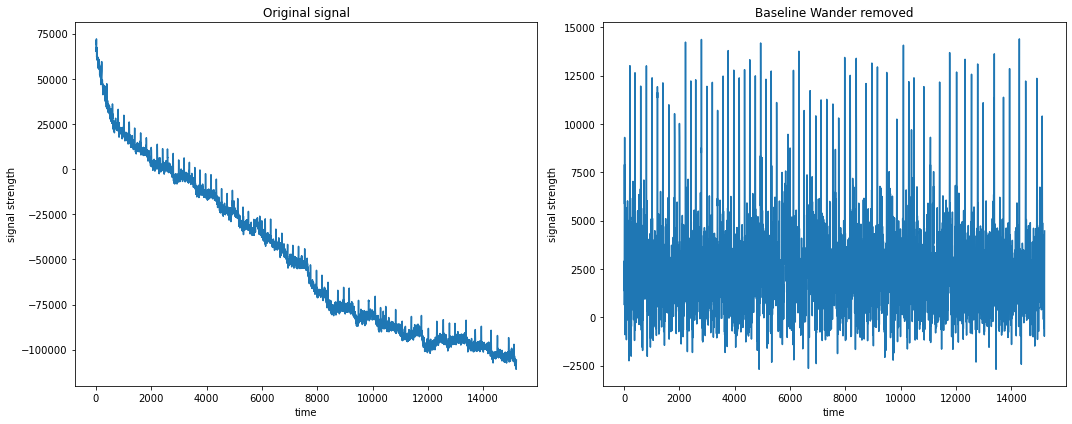 Original signal
75000
50000
25000
0
−25000
−50000
−75000
−100000
signal strength
0 2000 4000 6000 8000 10000 12000 14000
time
Baseline Wander removed
15000
12500
10000
7500
5000
2500
0
−2500
signal strength
0 2000 4000 6000 8000 10000 12000 14000
time